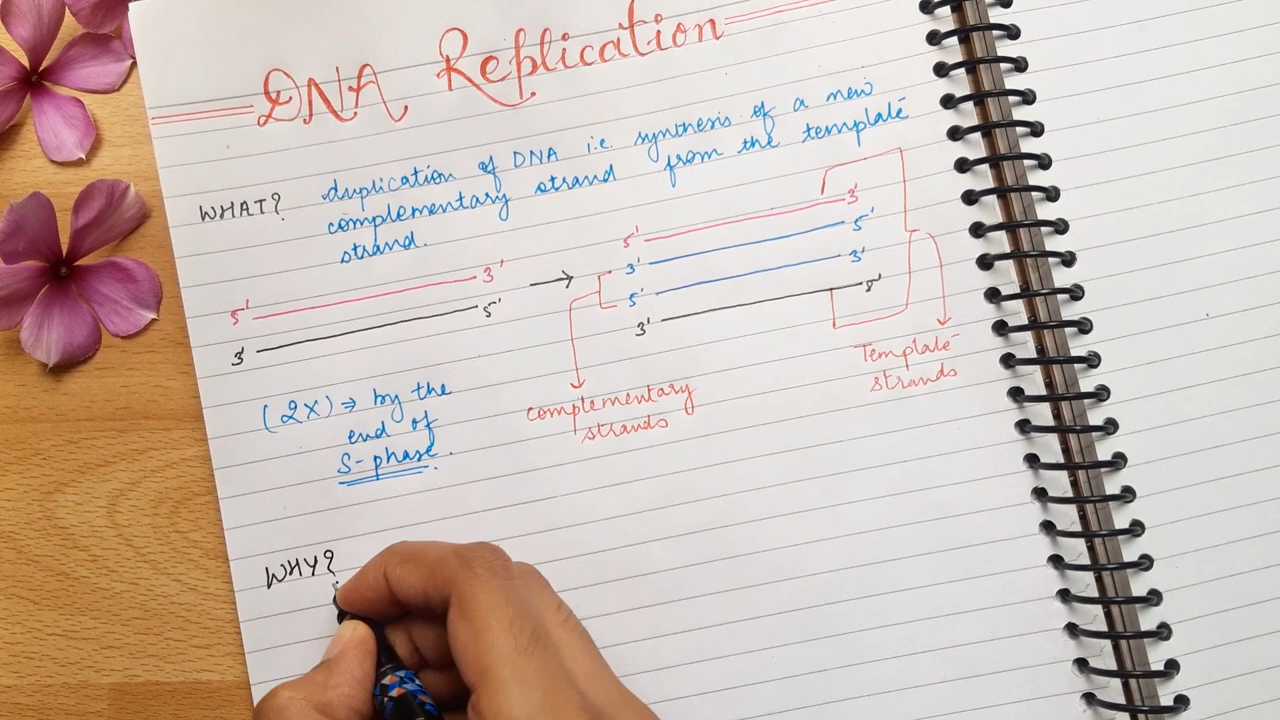 DNA Replication
WHAT? duplication of DNA i.e. synthesis of a new
complementary strand from the template
strand.
5' 3'
3' 5'
→
5' 3'
3' 5'
5' 3'
3' 5'
complementary
strands
Template
strands
(2X) ⇒ by the
end of
S-phase.
WHY?